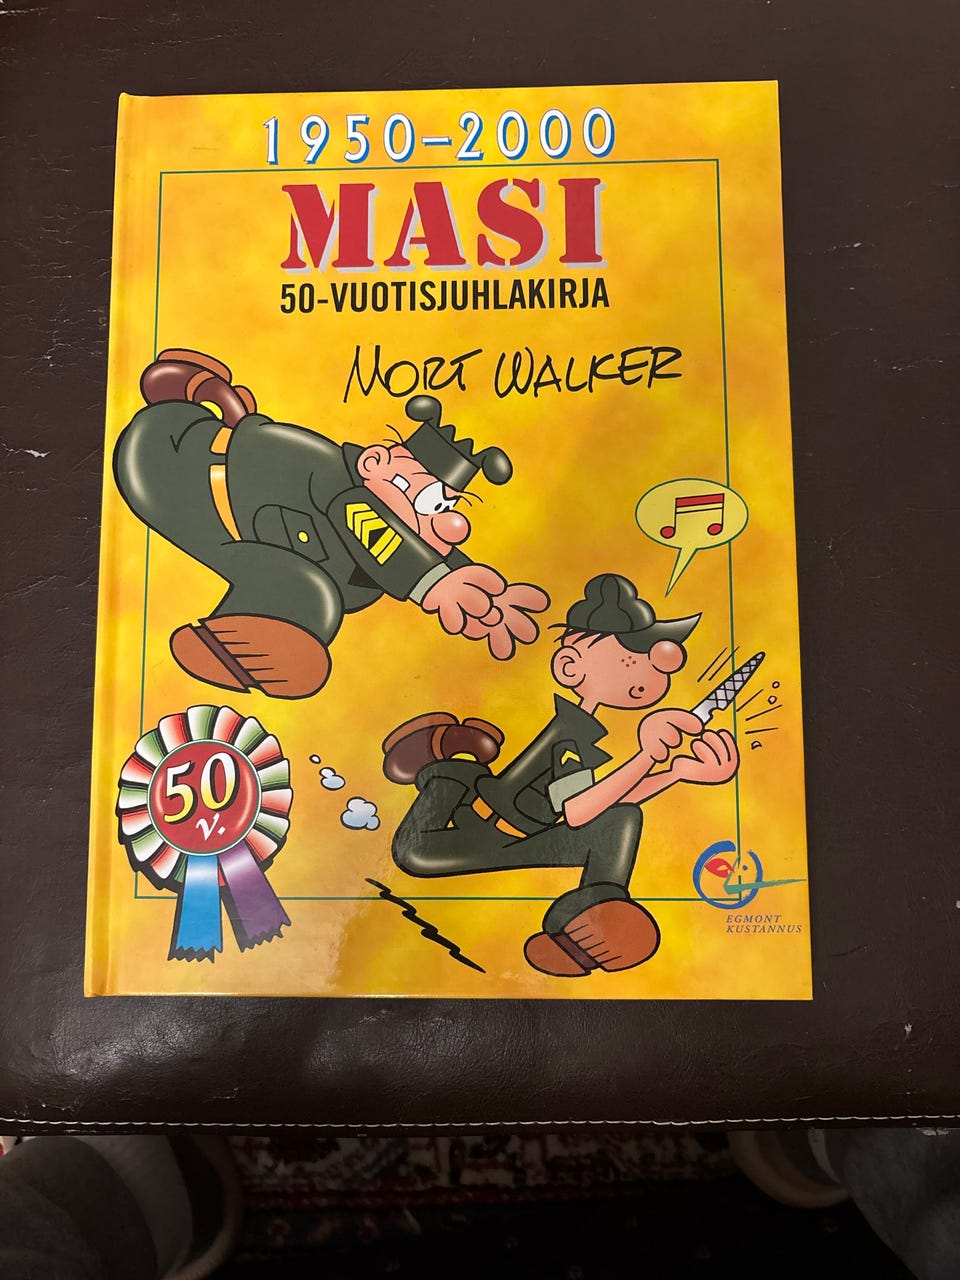 1950-2000
MASI
50-VUOTISJUHLAKIRJA
MORT WALKER
50
v.
EGMONT
KUSTANNUS